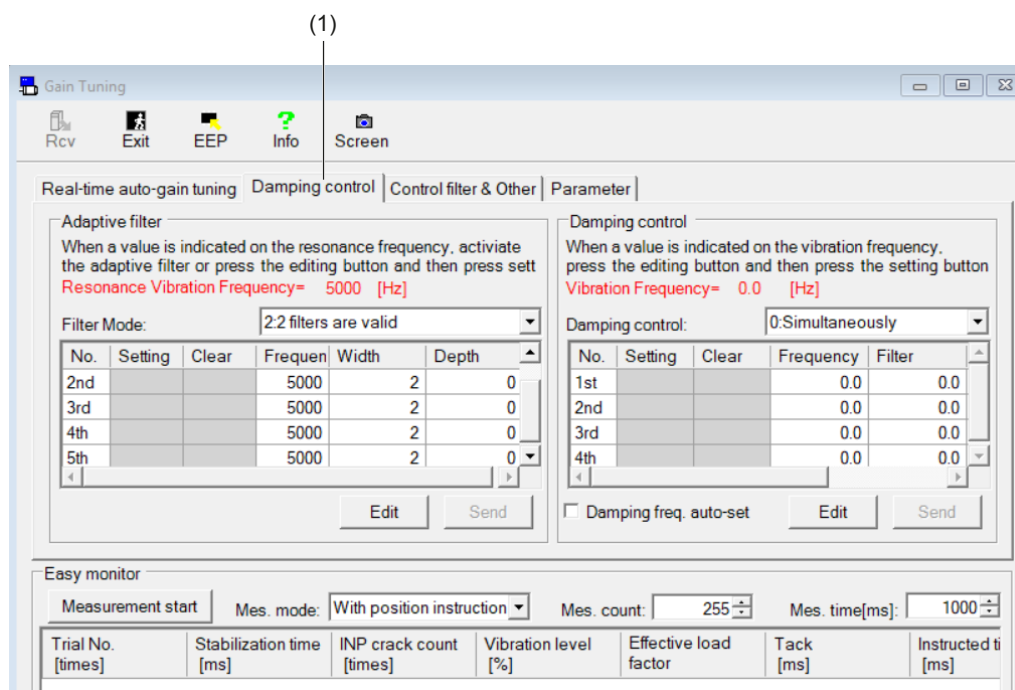 (1)
Gain Tuning
Rcv Exit EEP Info Screen
Real-time auto-gain tuning Damping control Control filter & Other Parameter
Adaptive filter
When a value is indicated on the resonance frequency, activiate
the adaptive filter or press the editing button and then press sett
Resonance Vibration Frequency= 5000 [Hz]
Filter Mode: 2:2 filters are valid
No. Setting Clear Frequen Width Depth
2nd 5000 2 0
3rd 5000 2 0
4th 5000 2 0
5th 5000 2 0
Edit Send
Damping control
When a value is indicated on the vibration frequency,
press the editing button and then press the setting button
Vibration Frequency= 0.0 [Hz]
Damping control: 0:Simultaneously
No. Setting Clear Frequency Filter
1st 0.0 0.0
2nd 0.0 0.0
3rd 0.0 0.0
4th 0.0 0.0
Damping freq. auto-set Edit Send
Easy monitor
Measurement start Mes. mode: With position instruction Mes. count: 255 Mes. time[ms]: 1000
Trial No. Stabilization time INP crack count Vibration level Effective load Tack Instructed ti
[times] [ms] [times] [%] factor [ms] [ms]